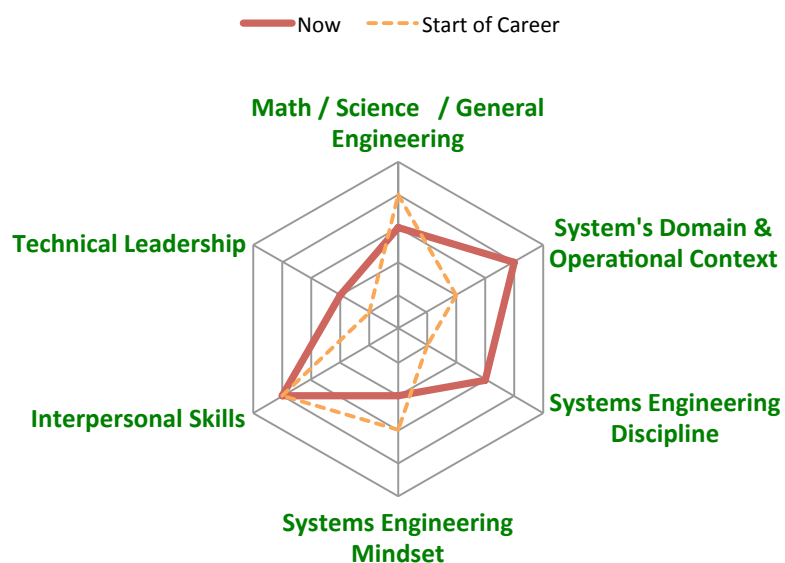 Now Start of Career
Math / Science / General
Engineering
System's Domain &
Operational Context
Systems Engineering
Discipline
Systems Engineering
Mindset
Interpersonal Skills
Technical Leadership